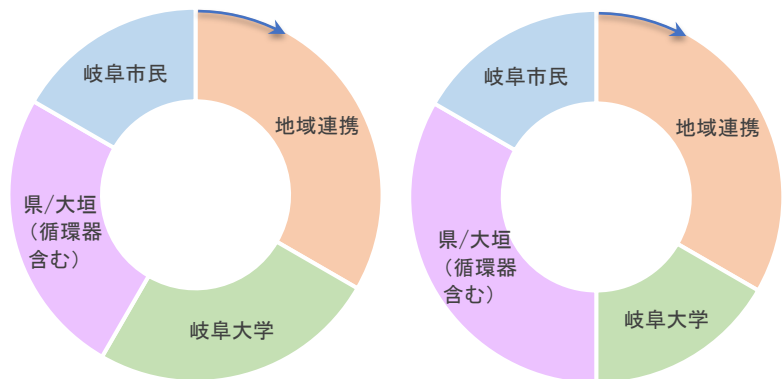 岐阜市民
地域連携
県/大垣
（循環器
含む）
岐阜大学
岐阜市民
地域連携
県/大垣
（循環器
含む）
岐阜大学